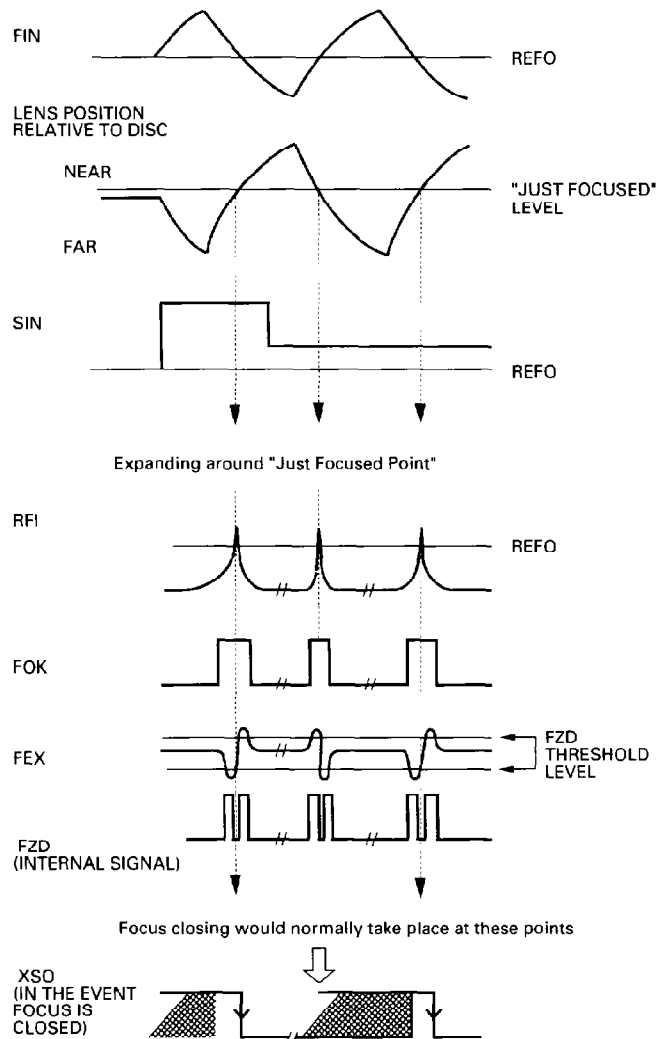 FIN
REFO
LENS POSITION
RELATIVE TO DISC
NEAR
"JUST FOCUSED"
LEVEL
FAR
SIN
REFO
Expanding around "Just Focused Point"
RFI
REFO
FOK
FEX
FZD
THRESHOLD
LEVEL
FZD
(INTERNAL SIGNAL)
Focus closing would normally take place at these points
XSO
(IN THE EVENT
FOCUS IS
CLOSED)